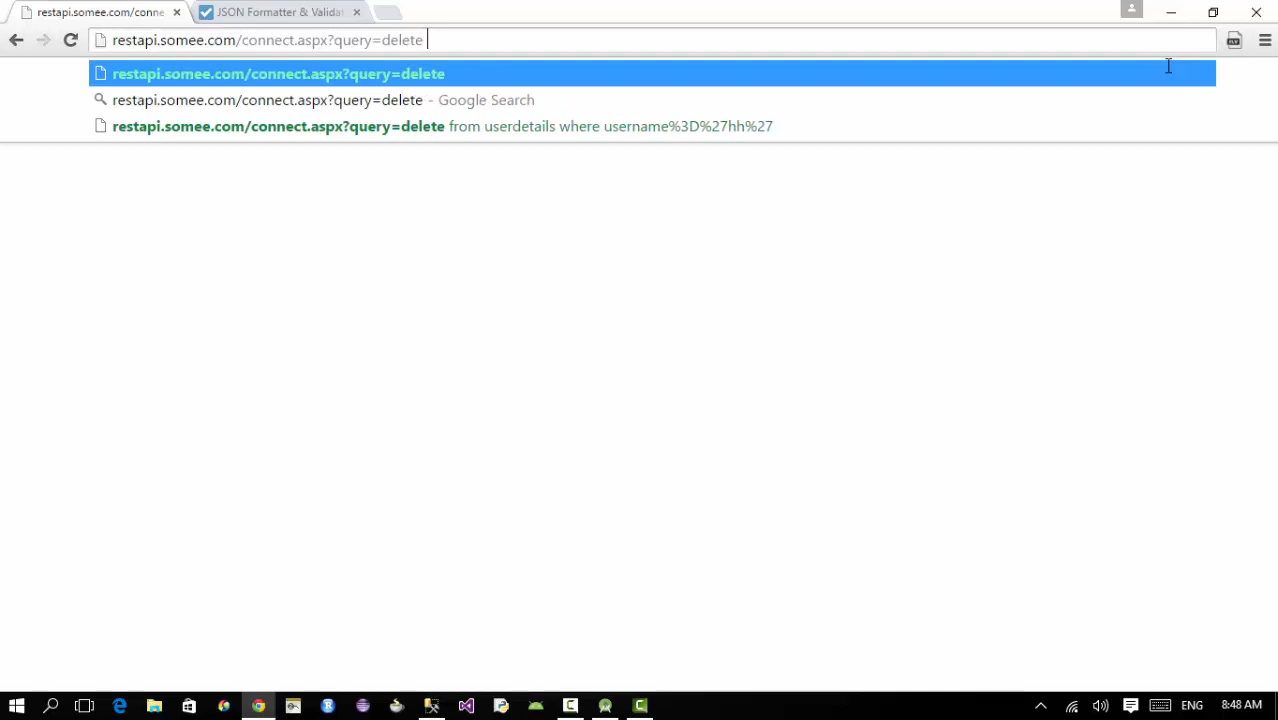 restapi.somee.com/conne
JSON Formatter & Valida
restapi.somee.com/connect.aspx?query=delete
restapi.somee.com/connect.aspx?query=delete
restapi.somee.com/connect.aspx?query=delete - Google Search
restapi.somee.com/connect.aspx?query=delete from userdetails where username%3D%27hh%27
ENG
8:48 AM